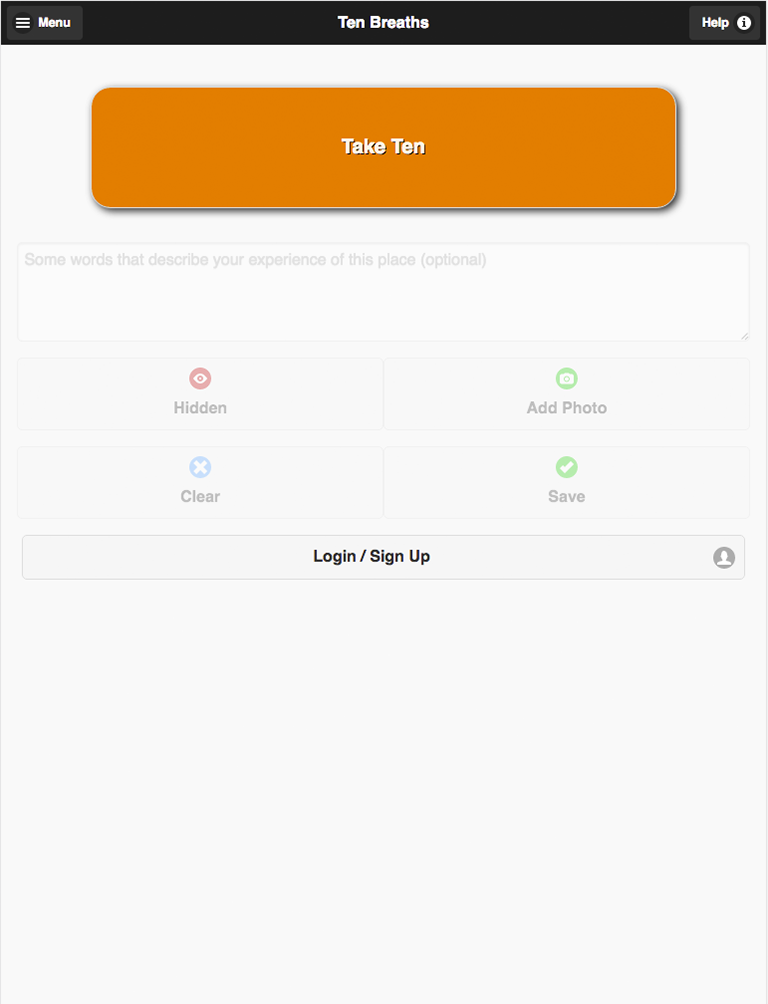 Menu
Ten Breaths
Help
Take Ten
Some words that describe your experience of this place (optional)
Hidden
Add Photo
Clear
Save
Login / Sign Up